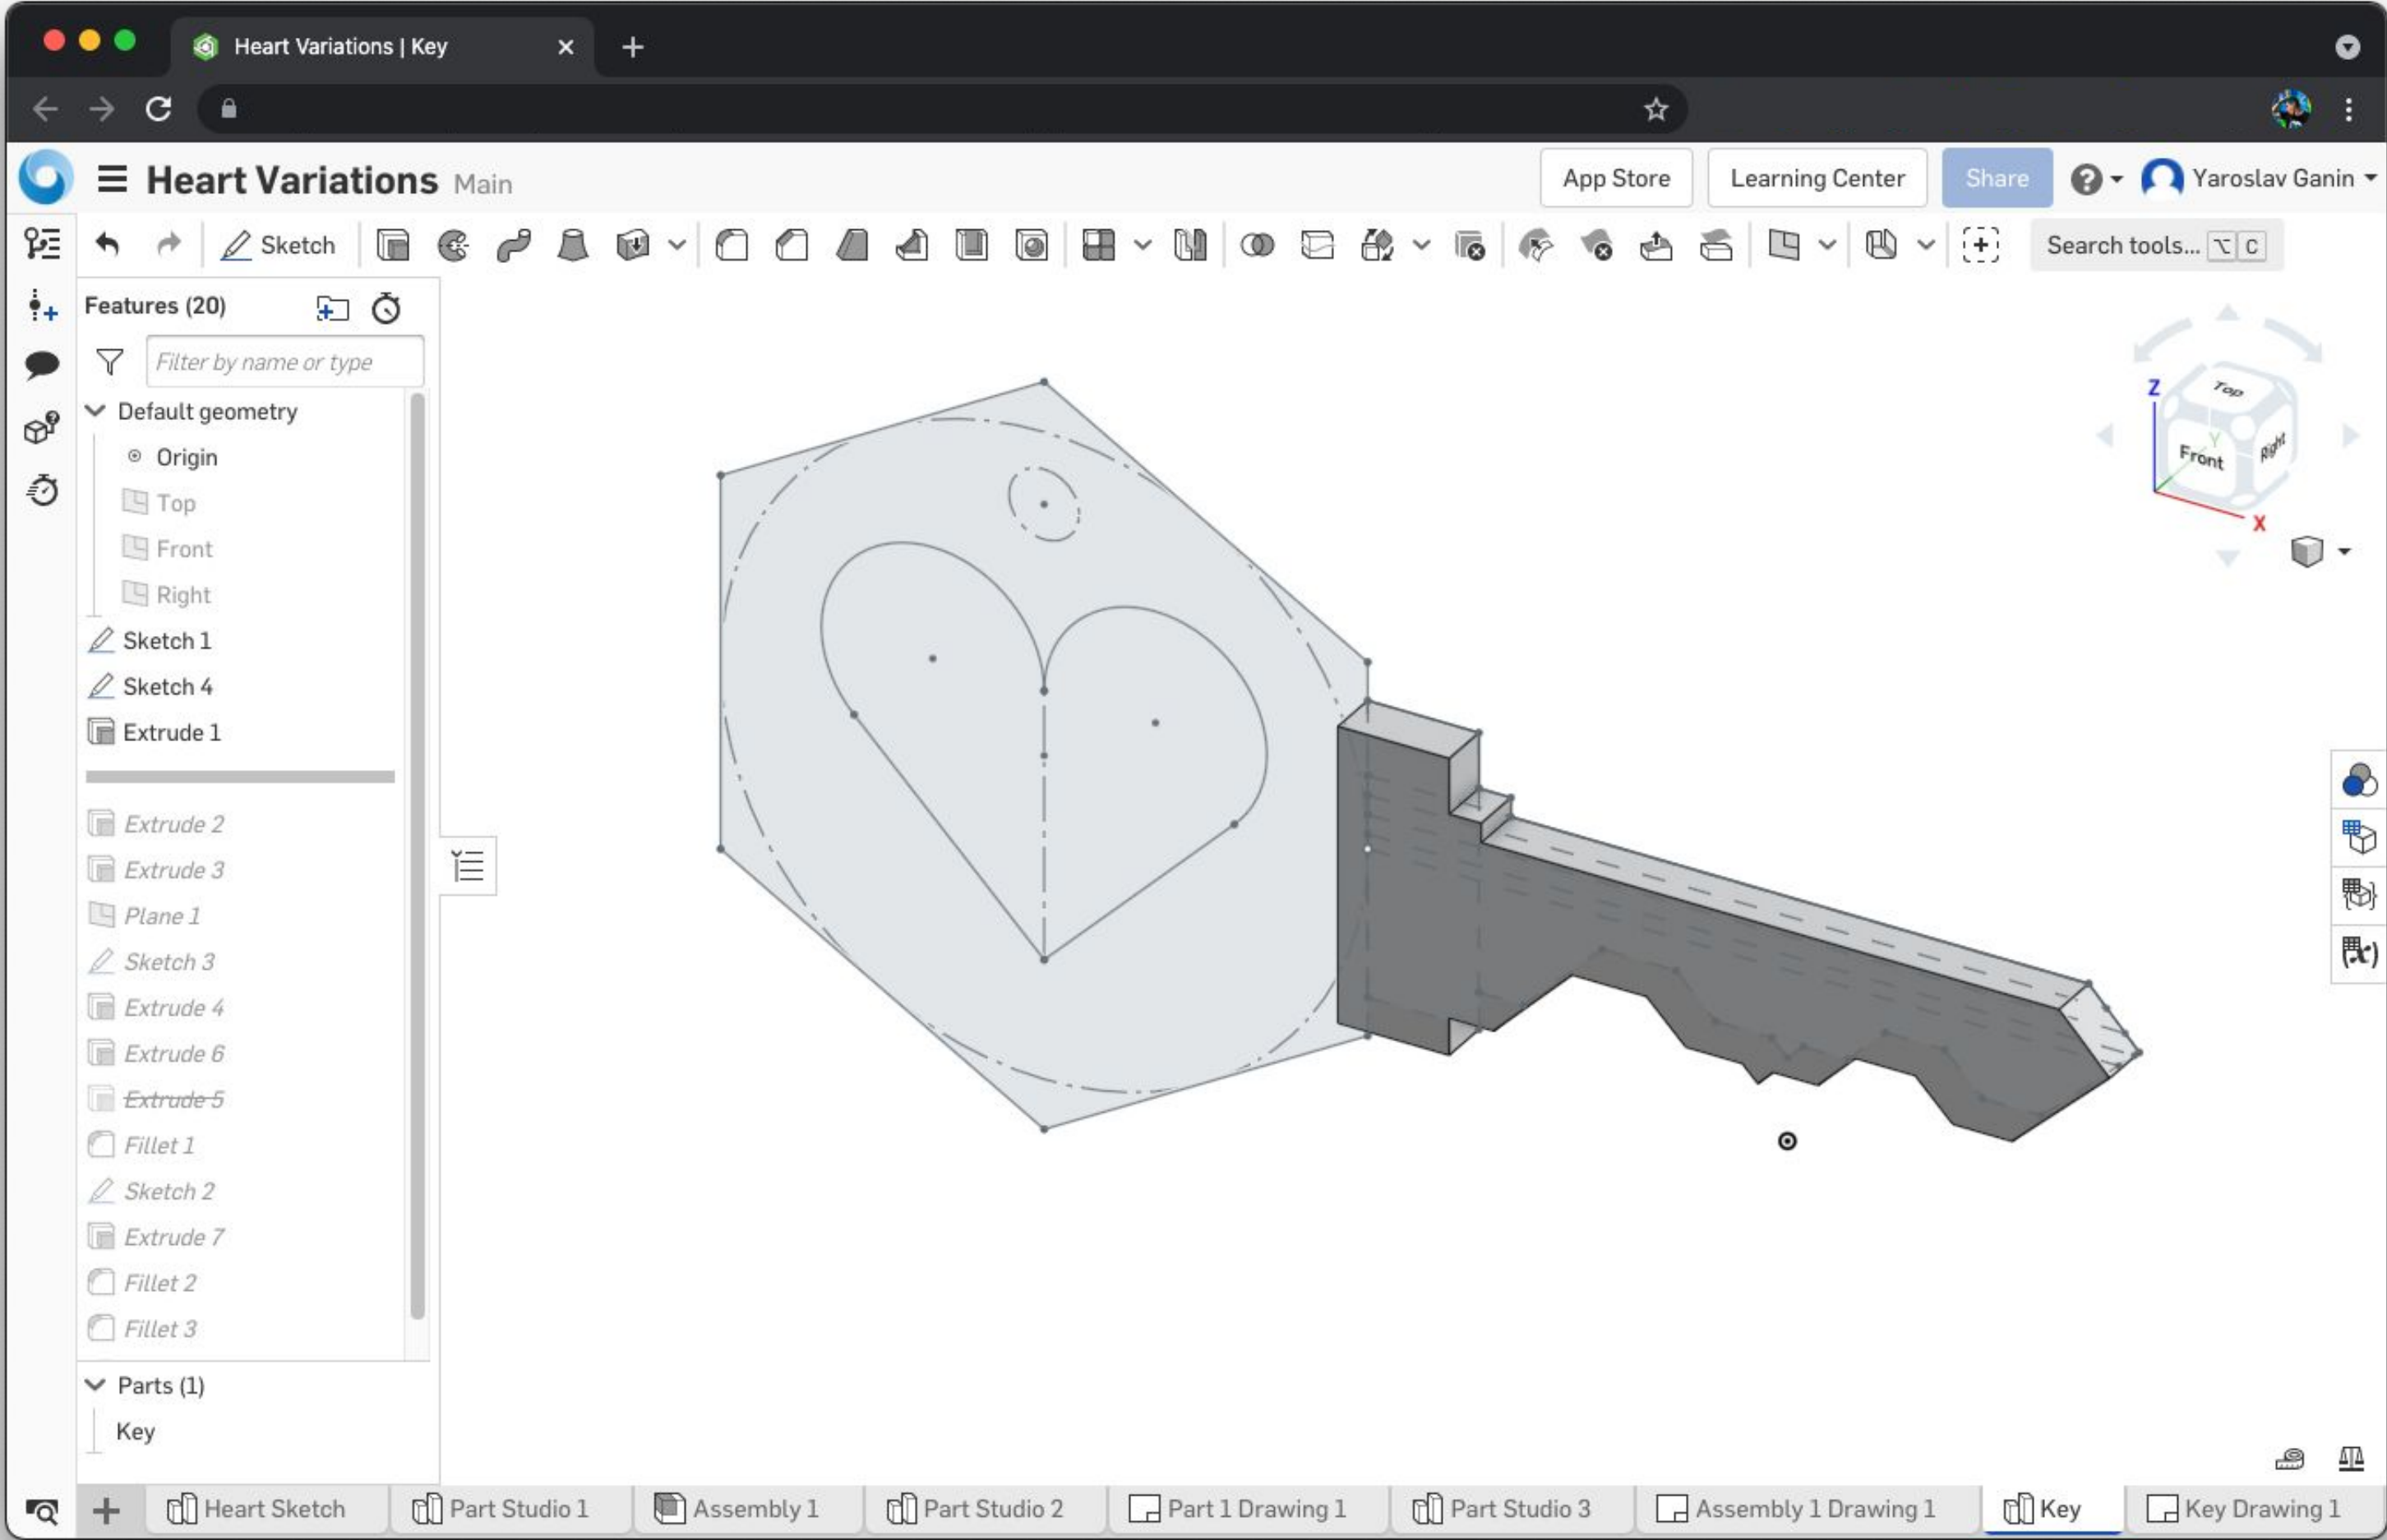 Heart Variations | Key
Heart Variations Main
App Store
Learning Center
Share
Yaroslav Ganin
Sketch
Search tools... ⌥ C
Features (20)
Filter by name or type
Default geometry
Origin
Top
Front
Right
Sketch 1
Sketch 4
Extrude 1
Extrude 2
Extrude 3
Plane 1
Sketch 3
Extrude 4
Extrude 6
Extrude 5
Fillet 1
Sketch 2
Extrude 7
Fillet 2
Fillet 3
Parts (1)
Key
Z
Top
Y
Front
Right
X
Heart Sketch
Part Studio 1
Assembly 1
Part Studio 2
Part 1 Drawing 1
Part Studio 3
Assembly 1 Drawing 1
Key
Key Drawing 1